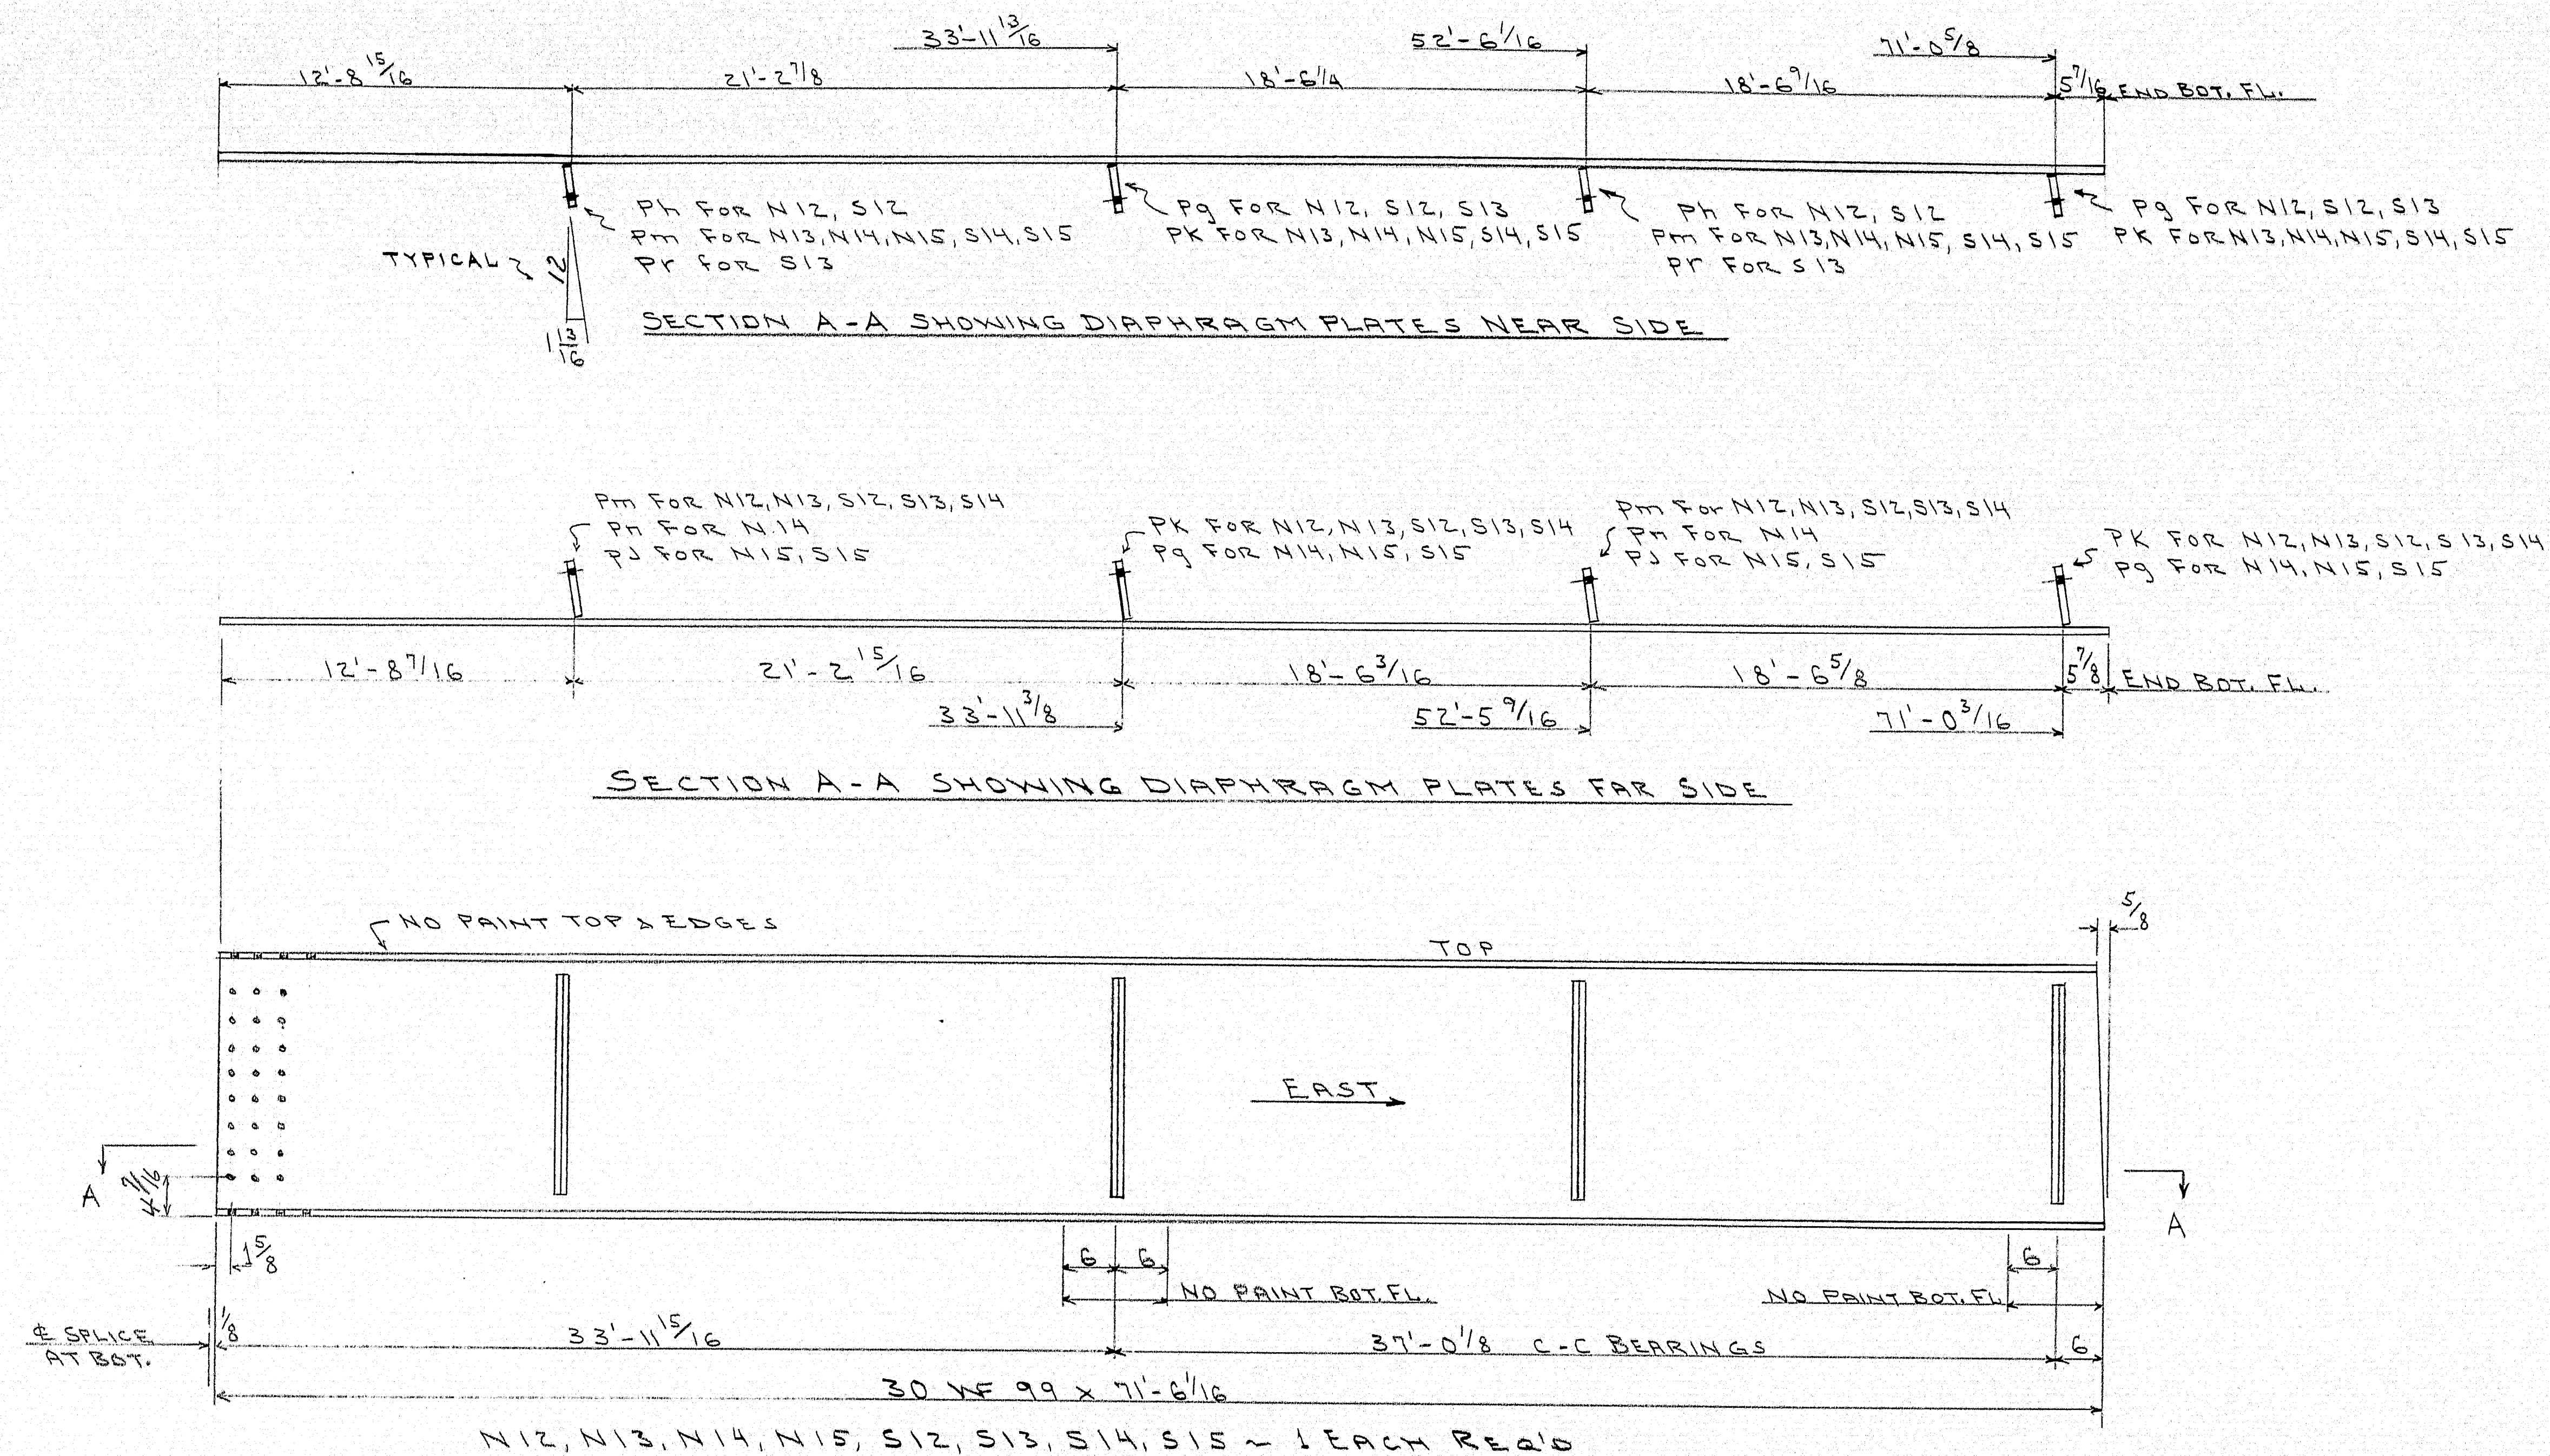 33'-11 13/16
52'-6 1/16
71'-0 5/8
12'-8 15/16
21'-2 7/8
18'-6 1/4
18'-6 9/16
5 7/16
END BOT. FL.
Ph FOR N12, S12
Pm FOR N13, N14, N15, S14, S15
Pr FOR S13
Pg FOR N12, S12, S13
PK FOR N13, N14, N15, S14, S15
Ph FOR N12, S12
Pm FOR N13, N14, N15, S14, S15
Pr FOR S13
Pg FOR N12, S12, S13
PK FOR N13, N14, N15, S14, S15
TYPICAL
12
1 13/16
SECTION A-A SHOWING DIAPHRAGM PLATES NEAR SIDE
Pm FOR N12, N13, S12, S13, S14
Pn FOR N14
PJ FOR N15, S15
PK FOR N12, N13, S12, S13, S14
Pg FOR N14, N15, S15
Pm For N12, N13, S12, S13, S14
Pn FOR N14
PJ FOR N15, S15
PK FOR N12, N13, S12, S13, S14
Pg FOR N14, N15, S15
12'-8 7/16
21'-2 15/16
18'-6 3/16
18'-6 5/8
5 7/8
END BOT. FL.
33'-11 3/8
52'-5 9/16
71'-0 3/16
SECTION A-A SHOWING DIAPHRAGM PLATES FAR SIDE
NO PAINT TOP & EDGES
TOP
5/8
EAST
A
4 7/16
A
1 5/8
6
6
6
NO PAINT BOT. FL.
NO PAINT BOT. FL.
℄ SPLICE
AT BOT.
1/8
33'-11 15/16
37'-0 1/8 C-C BEARINGS
6
30 WF 99 x 71'-6 1/16
N12, N13, N14, N15, S12, S13, S14, S15 ~ 1 EACH REQ'D